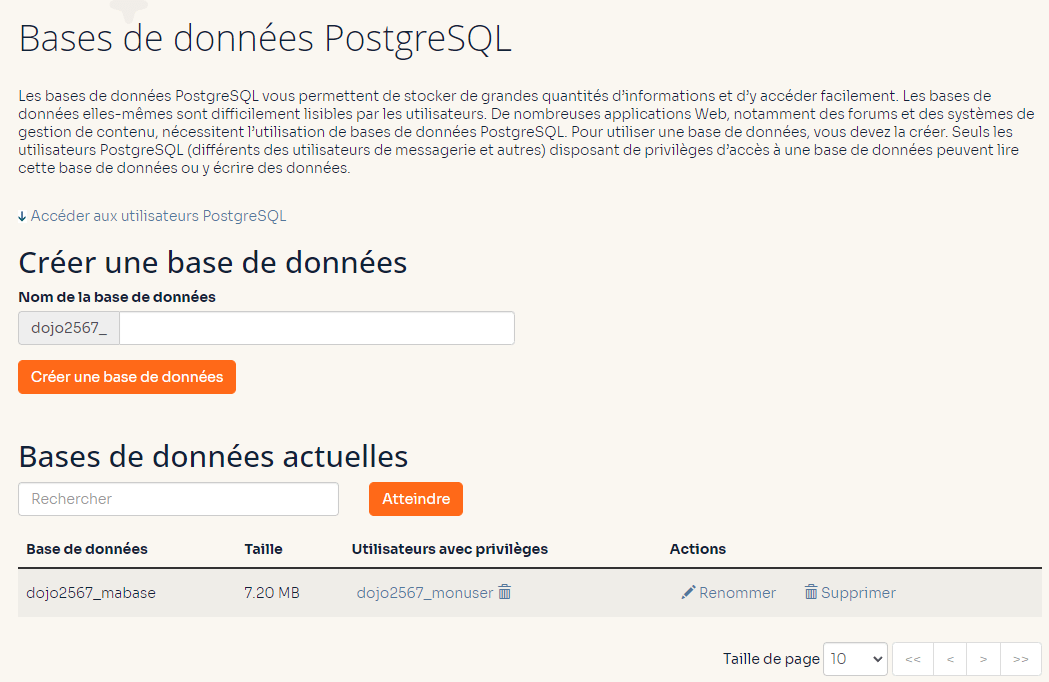 Bases de données PostgreSQL
Les bases de données PostgreSQL vous permettent de stocker de grandes quantités d’informations et d’y accéder facilement. Les bases de
données elles-mêmes sont difficilement lisibles par les utilisateurs. De nombreuses applications Web, notamment des forums et des systèmes de
gestion de contenu, nécessitent l’utilisation de bases de données PostgreSQL. Pour utiliser une base de données, vous devez la créer. Seuls les
utilisateurs PostgreSQL (différents des utilisateurs de messagerie et autres) disposant de privilèges d’accès à une base de données peuvent lire
cette base de données ou y écrire des données.
Accéder aux utilisateurs PostgreSQL
Créer une base de données
Nom de la base de données
dojo2567_
Créer une base de données
Bases de données actuelles
Rechercher Atteindre
Base de données Taille Utilisateurs avec privilèges Actions
dojo2567_mabase 7.20 MB dojo2567_monuser Renommer Supprimer
Taille de page 10 << < > >>